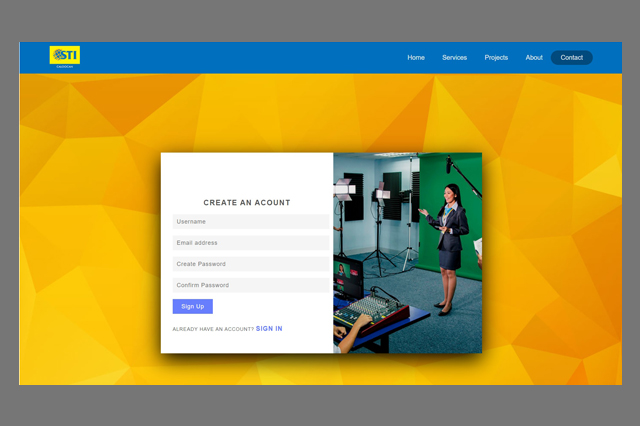 STI
Home
Services
Projects
About
Contact
CREATE AN ACOUNT
Username
Email address
Create Password
Confirm Password
Sign Up
ALREADY HAVE AN ACCOUNT? SIGN IN